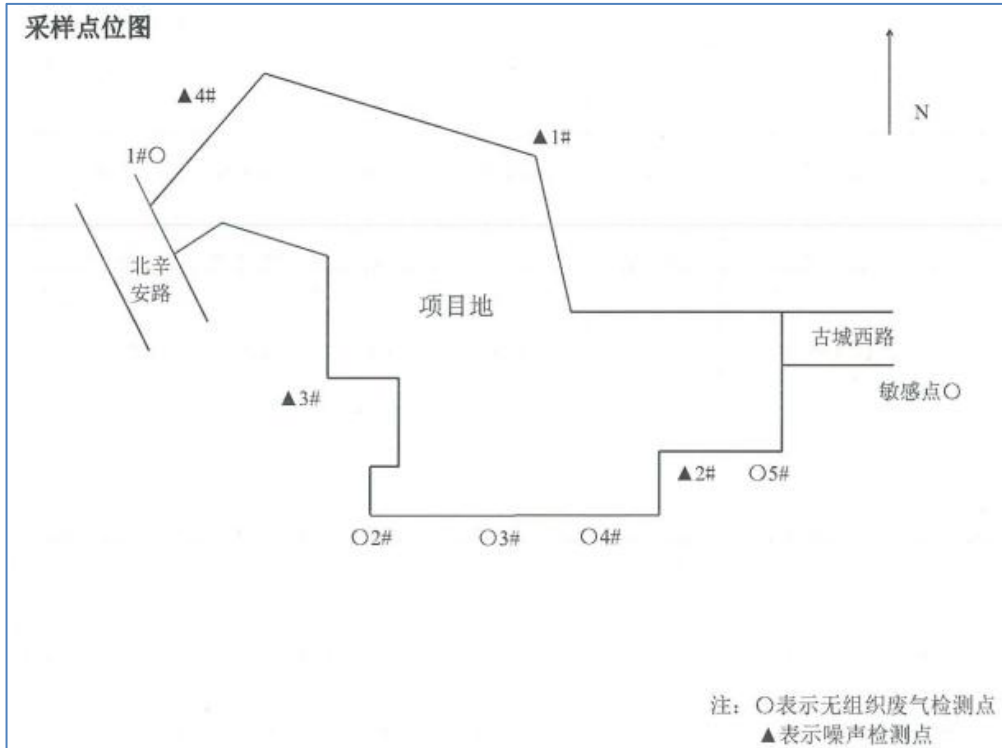 采样点位图
▲4#
N
▲1#
1#○
北辛
安路
项目地
古城西路
敏感点○
▲3#
▲2#
○5#
○2#
○3#
○4#
注：○表示无组织废气检测点
▲表示噪声检测点